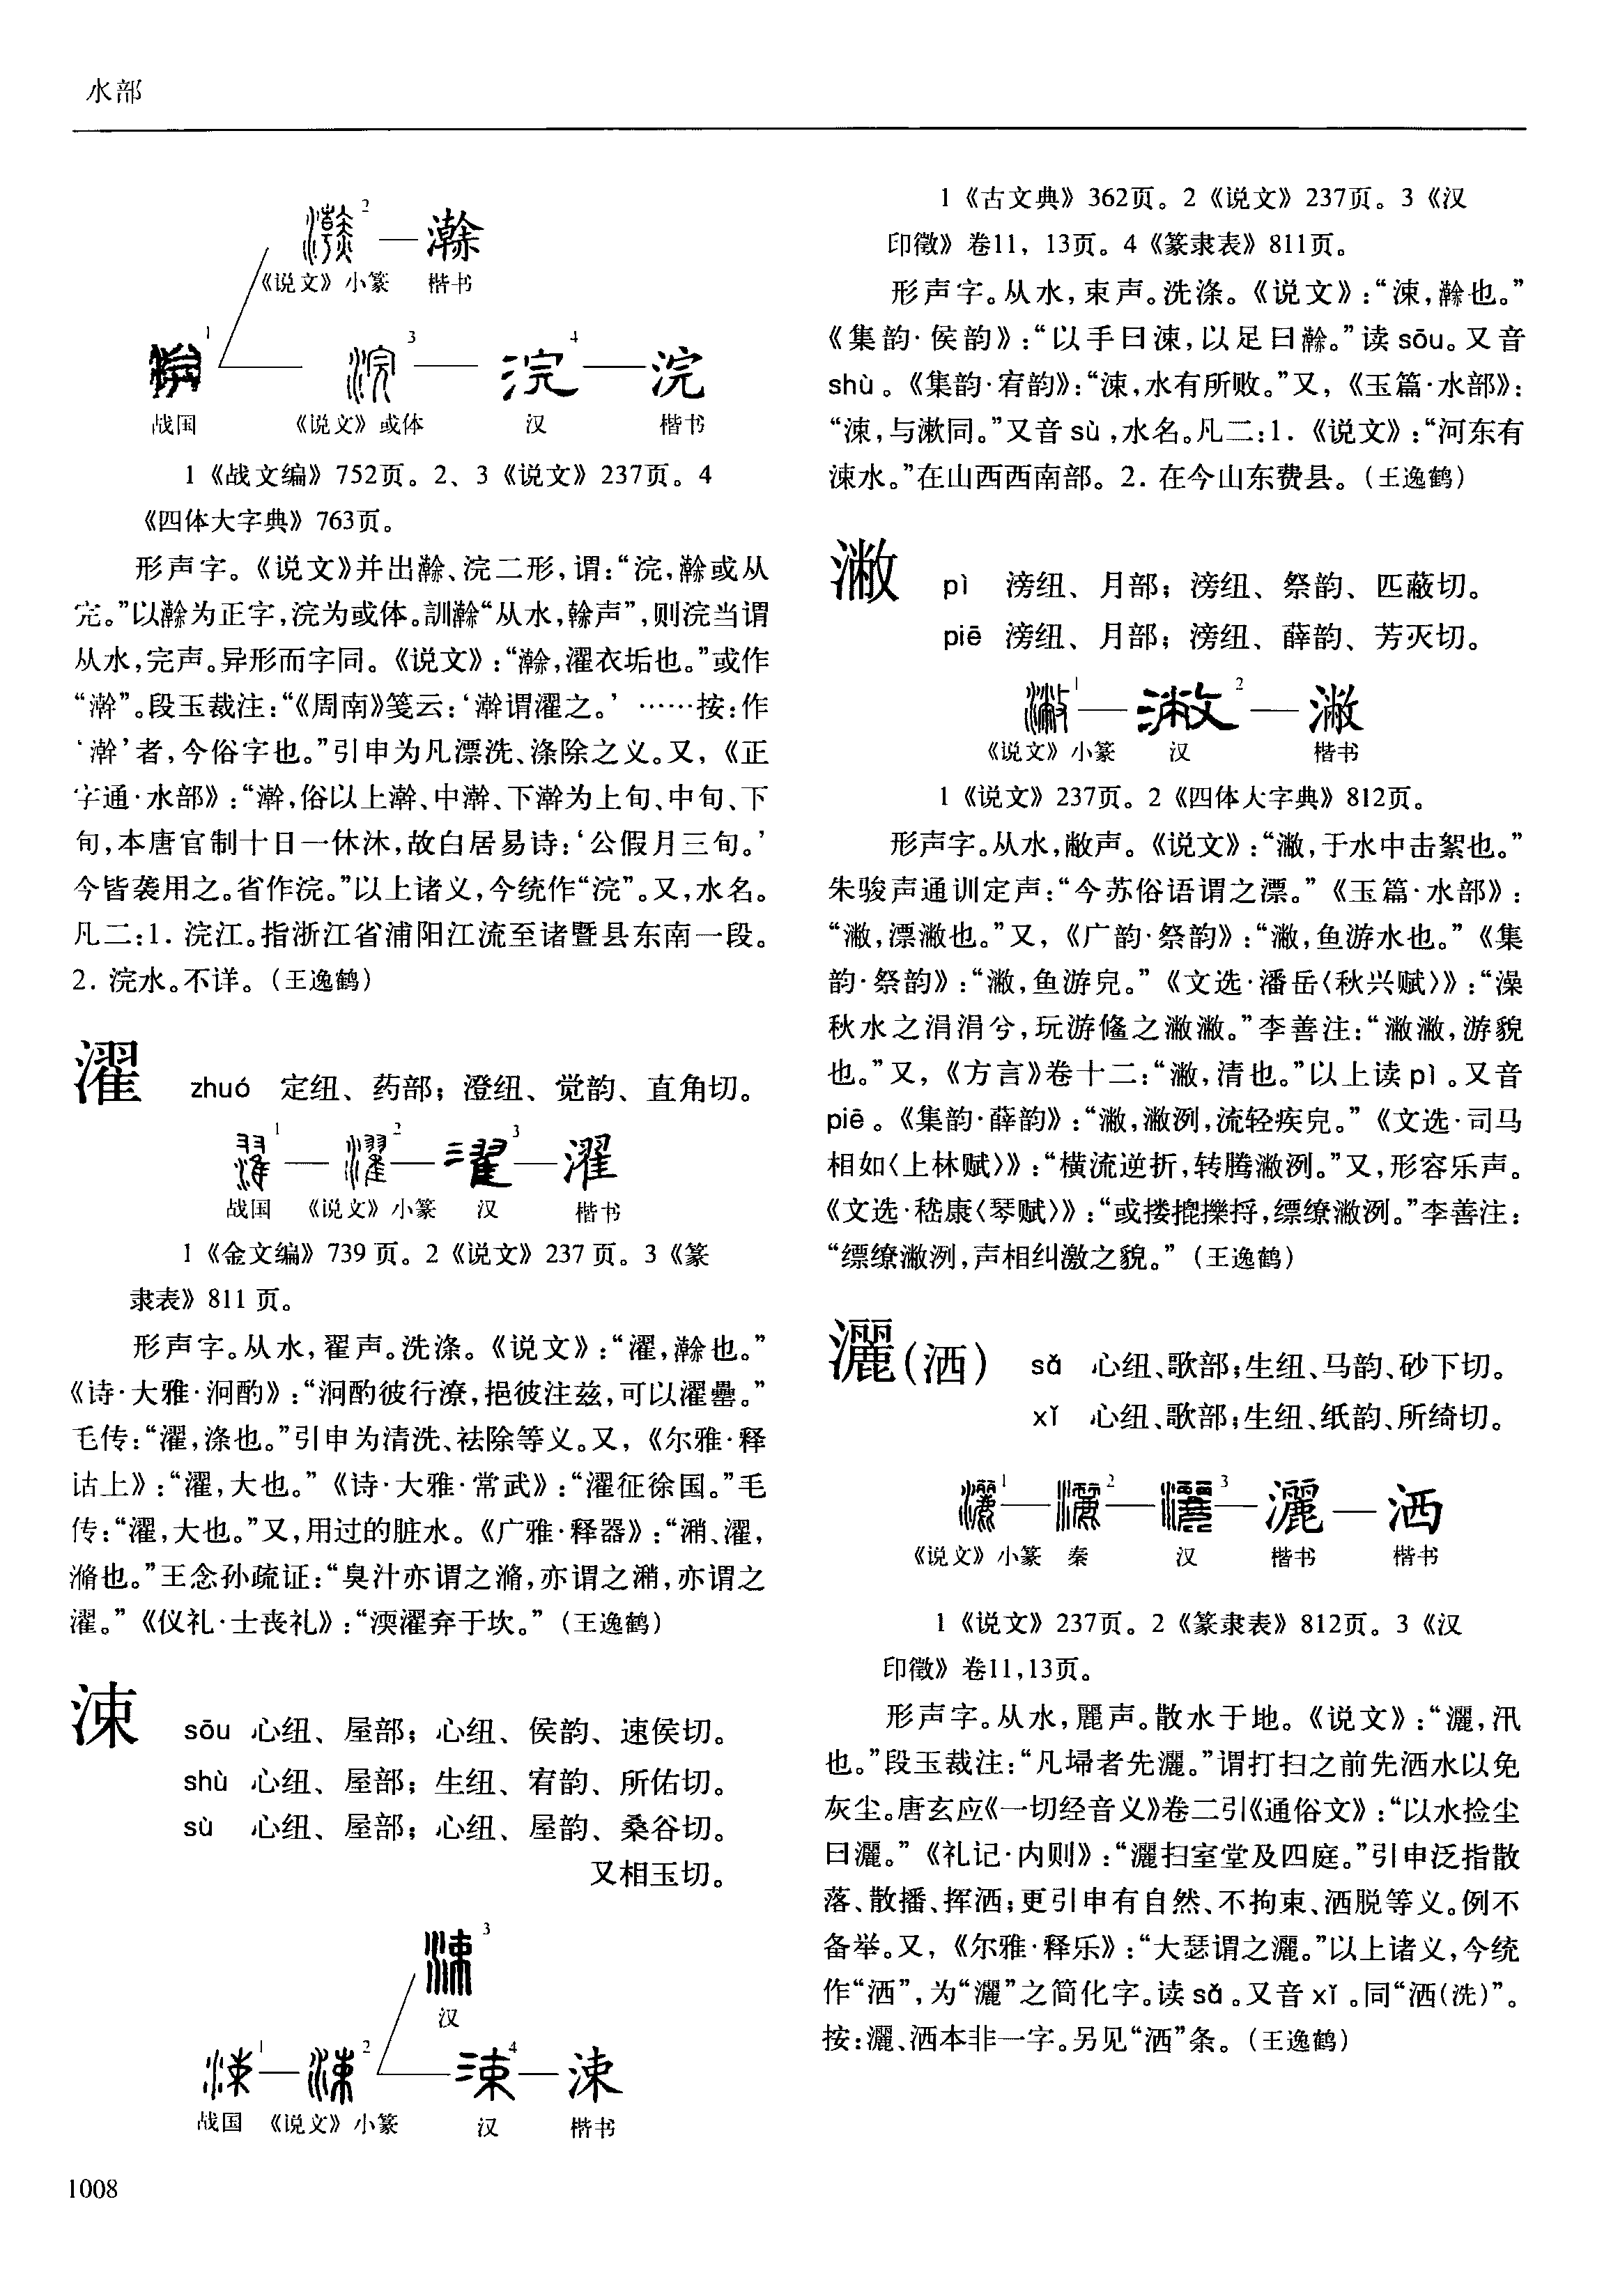 水部
2
— 𤅬
《说文》小篆 楷书
1 3 4
— — 浣 — 浣
战国 《说文》或体 汉 楷书
1《战文编》752页。2、3《说文》237页。4
《四体大字典》763页。
形声字。《说文》并出𤅬、浣二形,谓:“浣,𤅬或从
完。”以𤅬为正字,浣为或体。訓𤅬“从水,榦声”,则浣当谓
从水,完声。异形而字同。《说文》:“𤅬,濯衣垢也。”或作
“澣”。段玉裁注:“《周南》笺云:‘澣谓濯之。’……按:作
‘澣’者,今俗字也。”引申为凡漂洗、涤除之义。又,《正
字通·水部》:“澣,俗以上澣、中澣、下澣为上旬、中旬、下
旬,本唐官制十日一休沐,故白居易诗:‘公假月三旬。’
今皆袭用之。省作浣。”以上诸义,今统作“浣”。又,水名。
凡二:1. 浣江。指浙江省浦阳江流至诸暨县东南一段。
2. 浣水。不详。(王逸鹤)
濯 zhuó 定纽、药部;澄纽、觉韵、直角切。
1 — 2 — 3 — 濯
战国 《说文》小篆 汉 楷书
1《金文编》739页。2《说文》237页。3《篆
隶表》811页。
形声字。从水,翟声。洗涤。《说文》:“濯,𤅬也。”
《诗·大雅·泂酌》:“泂酌彼行潦,挹彼注兹,可以濯罍。”
毛传:“濯,涤也。”引申为清洗、祛除等义。又,《尔雅·释
诂上》:“濯,大也。”《诗·大雅·常武》:“濯征徐国。”毛
传:“濯,大也。”又,用过的脏水。《广雅·释器》:“潲、濯,
滫也。”王念孙疏证:“臭汁亦谓之滫,亦谓之潲,亦谓之
濯。”《仪礼·士丧礼》:“渜濯弃于坎。”(王逸鹤)
涑 sōu 心纽、屋部;心纽、侯韵、速侯切。
shù 心纽、屋部;生纽、宥韵、所佑切。
sù 心纽、屋部;心纽、屋韵、桑谷切。
又相玉切。
3
汉
1 — 2 — 涑 4 — 涑
战国 《说文》小篆 汉 楷书
1008
1《古文典》362页。2《说文》237页。3《汉
印徵》卷11, 13页。4《篆隶表》811页。
形声字。从水,束声。洗涤。《说文》:“涑,𤅬也。”
《集韵·侯韵》:“以手曰涑,以足曰𤅬。”读sōu。又音
shù。《集韵·宥韵》:“涑,水有所败。”又,《玉篇·水部》:
“涑,与漱同。”又音sù,水名。凡二:1.《说文》:“河东有
涑水。”在山西西南部。2. 在今山东费县。(王逸鹤)
潎 pì 滂纽、月部;滂纽、祭韵、匹蔽切。
piē 滂纽、月部;滂纽、薛韵、芳灭切。
1 — 2 — 潎
《说文》小篆 汉 楷书
1《说文》237页。2《四体大字典》812页。
形声字。从水,敝声。《说文》:“潎,于水中击絮也。”
朱骏声通训定声:“今苏俗语谓之漂。”《玉篇·水部》:
“潎,漂潎也。”又,《广韵·祭韵》:“潎,鱼游水也。”《集
韵·祭韵》:“潎,鱼游皃。”《文选·潘岳〈秋兴赋〉》:“澡
秋水之涓涓兮,玩游鯈之潎潎。”李善注:“潎潎,游貌
也。”又,《方言》卷十二:“潎,清也。”以上读pì。又音
piē。《集韵·薛韵》:“潎,潎洌,流轻疾皃。”《文选·司马
相如〈上林赋〉》:“横流逆折,转腾潎洌。”又,形容乐声。
《文选·嵇康〈琴赋〉》:“或搂㧙擽捋,缥缭潎洌。”李善注:
“缥缭潎洌,声相纠激之貌。”(王逸鹤)
灑(洒) sǎ 心纽、歌部;生纽、马韵、砂下切。
xǐ 心纽、歌部;生纽、纸韵、所绮切。
1 — 2 — 3 — 灑 — 洒
《说文》小篆 秦 汉 楷书 楷书
1《说文》237页。2《篆隶表》812页。3《汉
印徵》卷11,13页。
形声字。从水,麗声。散水于地。《说文》:“灑,汛
也。”段玉裁注:“凡埽者先灑。”谓打扫之前先洒水以免
灰尘。唐玄应《一切经音义》卷二引《通俗文》:“以水捡尘
曰灑。”《礼记·内则》:“灑扫室堂及四庭。”引申泛指散
落、散播、挥洒;更引申有自然、不拘束、洒脱等义。例不
备举。又,《尔雅·释乐》:“大瑟谓之灑。”以上诸义,今统
作“洒”,为“灑”之简化字。读sǎ。又音xǐ。同“洒(洗)”。
按:灑、洒本非一字。另见“洒”条。(王逸鹤)